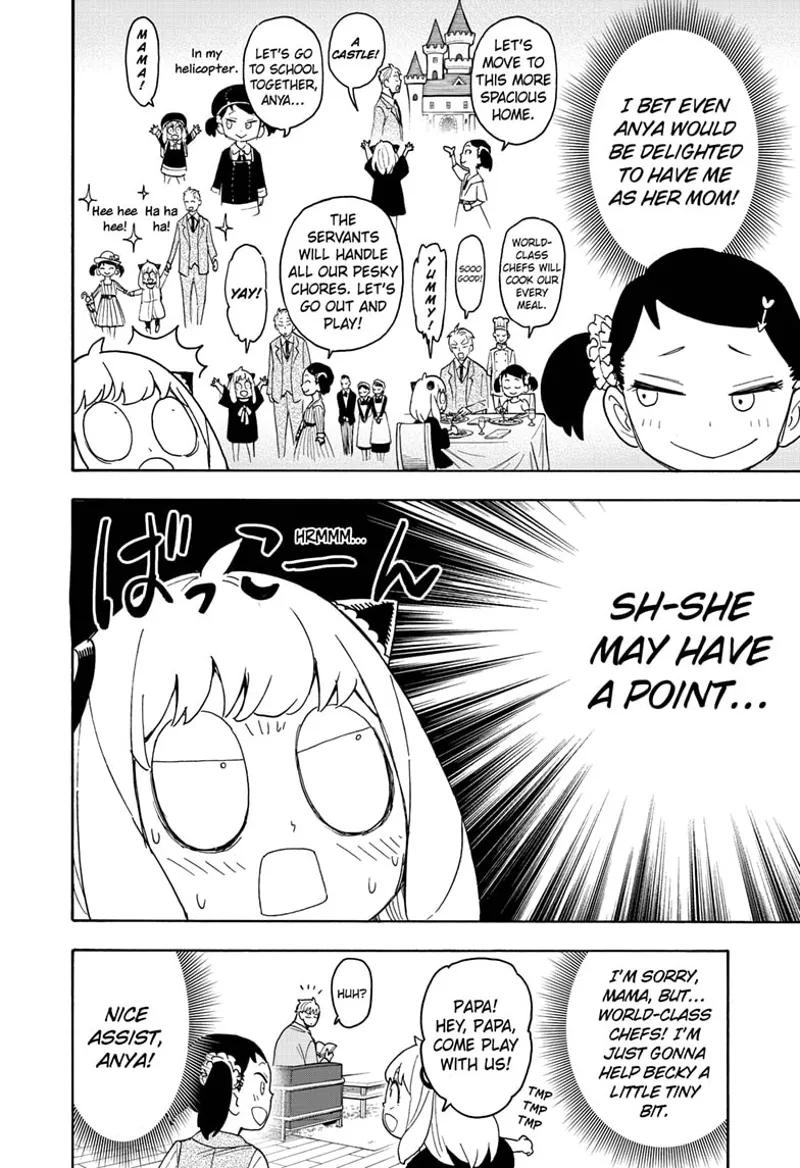 I BET EVEN
ANYA WOULD
BE DELIGHTED
TO HAVE ME
AS HER MOM!
LET'S
MOVE TO
THIS MORE
SPACIOUS
HOME.
A
CASTLE!
LET'S GO
TO SCHOOL
TOGETHER,
ANYA...
In my
helicopter.
MAMA!
WORLD-
CLASS
CHEFS WILL
COOK OUR
EVERY
MEAL.
SOOO
GOOD!
YUMMY!
THE
SERVANTS
WILL HANDLE
ALL OUR PESKY
CHORES. LET'S
GO OUT AND
PLAY!
YAY!
Ha ha
ha!
Hee hee
hee!
SH-SHE
MAY HAVE
A POINT...
HRMMM...
ばっこーん
I'M SORRY,
MAMA, BUT...
WORLD-CLASS
CHEFS! I'M
JUST GONNA
HELP BECKY
A LITTLE TINY
BIT.
PAPA!
HEY, PAPA,
COME PLAY
WITH US!
TMP
TMP
TMP
HUH?
NICE
ASSIST,
ANYA!